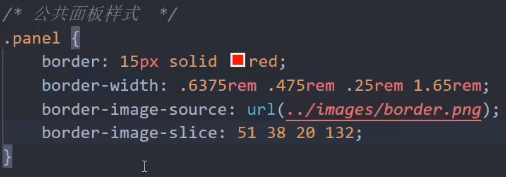 /* 公共面板样式  */
.panel {
    border: 15px solid red;
    border-width: .6375rem .475rem .25rem 1.65rem;
    border-image-source: url(../images/border.png);
    border-image-slice: 51 38 20 132;
}